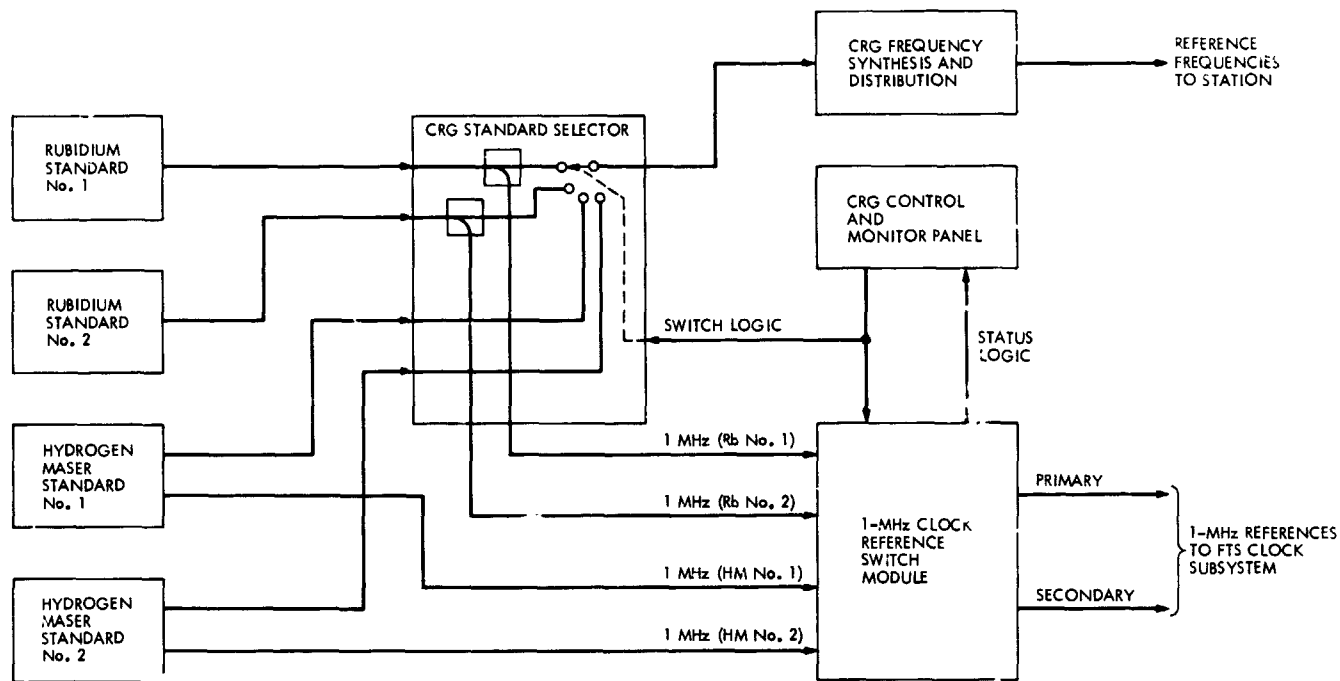 CRG FREQUENCY
SYNTHESIS AND
DISTRIBUTION
REFERENCE
FREQUENCIES
TO STATION
RUBIDIUM
STANDARD
No. 1
CRG STANDARD SELECTOR
CRG CONTROL
AND
MONITOR PANEL
RUBIDIUM
STANDARD
No. 2
SWITCH LOGIC
STATUS
LOGIC
HYDROGEN
MASER
STANDARD
No. 1
1 MHz (Rb No. 1)
1 MHz (Rb No. 2)
1 MHz (HM No. 1)
1 MHz (HM No. 2)
1-MHz CLOCK
REFERENCE
SWITCH
MODULE
PRIMARY
SECONDARY
1-MHz REFERENCES
TO FTS CLOCK
SUBSYSTEM
HYDROGEN
MASER
STANDARD
No. 2